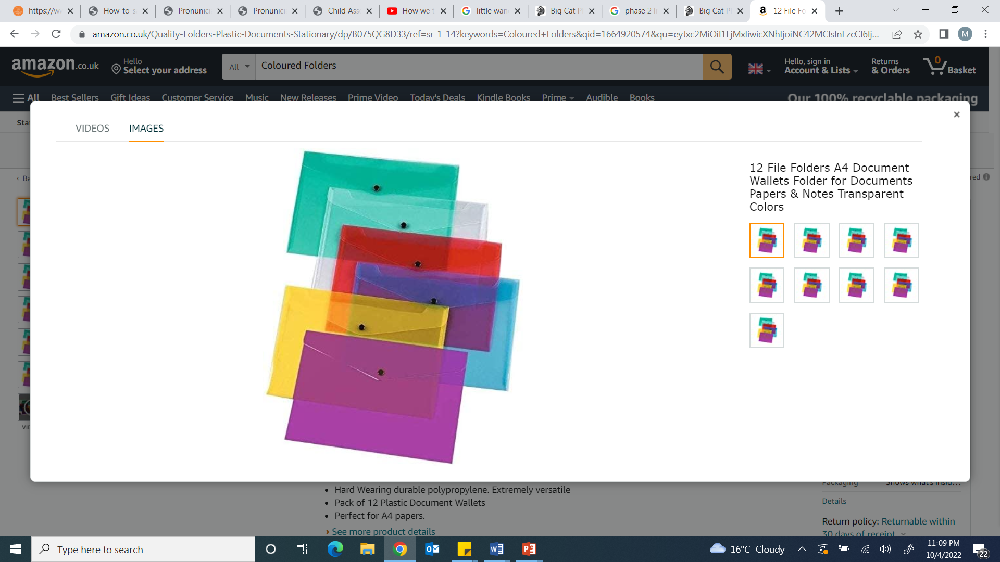 https://w
How-to-s
Pronunici
Pronunici
Child Ass
How we t
little wan
Big Cat P
phase 2 li
Big Cat P
12 File Fo
amazon.co.uk/Quality-Folders-Plastic-Documents-Stationary/dp/B075QG8D33/ref=sr_1_14?keywords=Coloured+Folders&qid=1664920574&qu=eyJxc2MiOiI1LjMxIiwicXNhIjoiNC42MCIsInFzcCI6Ij...
M
amazon.co.uk
Hello
Select your address
All
Coloured Folders
Hello, sign in
Account & Lists
Returns
& Orders
0
Basket
All Best Sellers Gift Ideas Customer Service Music New Releases Prime Video Today's Deals Kindle Books Prime Audible Books
Our 100% recyclable packaging
Stat
VIDEOS IMAGES
×
‹ Ba
red
12 File Folders A4 Document
Wallets Folder for Documents
Papers & Notes Transparent
Colors
VID
• Hard Wearing durable polypropylene. Extremely versatile
• Pack of 12 Plastic Document Wallets
• Perfect for A4 papers.
› See more product details
Packaging Shows what's insid...
Details
Return policy: Returnable within
30 days of receipt
Type here to search
16°C Cloudy
11:09 PM
10/4/2022
22